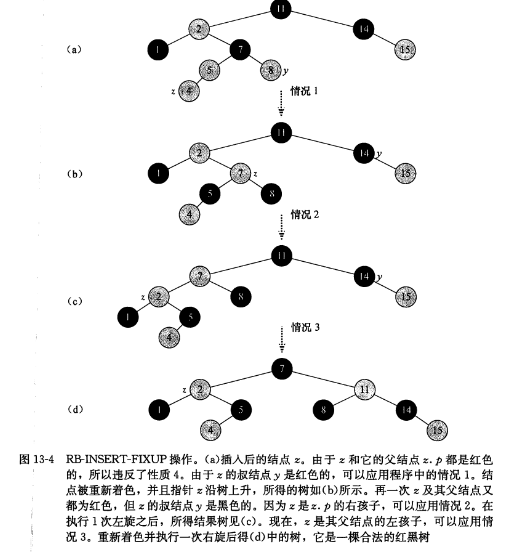 11
2
14
(a)
1
7
15
5
8
y
z
4
情况 1
11
2
14
y
(b)
1
7
z
15
5
8
4
情况 2
11
7
14
y
(c)
z
2
8
15
1
5
4
情况 3
7
z
2
11
(d)
1
5
8
14
4
15
图 13-4 RB-INSERT-FIXUP 操作。(a)插入后的结点 z。由于 z 和它的父结点 z. p 都是红色
的，所以违反了性质 4。由于 z 的叔结点 y 是红色的，可以应用程序中的情况 1。结
点被重新着色，并且指针 z 沿树上升，所得的树如(b)所示。再一次 z 及其父结点又
都为红色，但 z 的叔结点 y 是黑色的。因为 z 是 z. p 的右孩子，可以应用情况 2。在
执行 1 次左旋之后，所得结果树见(c)。现在，z 是其父结点的左孩子，可以应用情
况 3。重新着色并执行一次右旋后得(d)中的树，它是一棵合法的红黑树